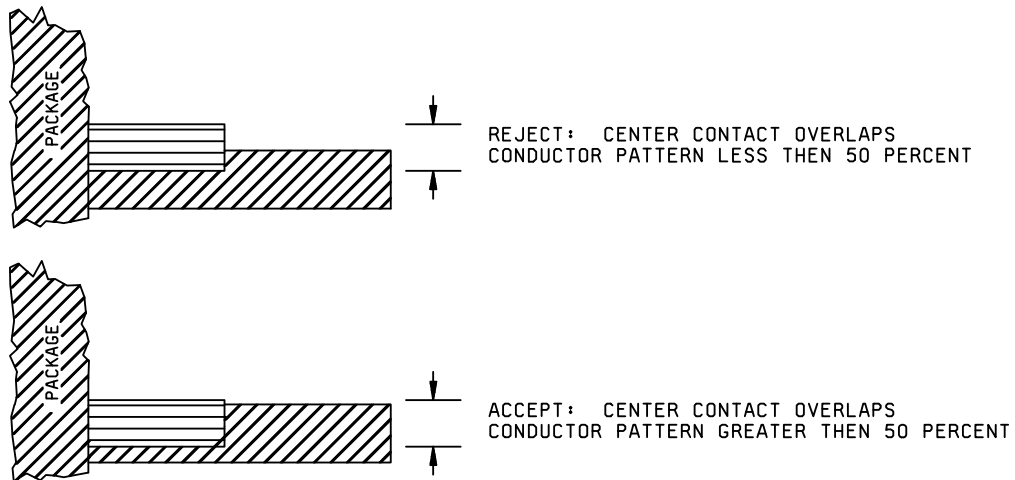 PACKAGE
REJECT: CENTER CONTACT OVERLAPS
CONDUCTOR PATTERN LESS THEN 50 PERCENT
PACKAGE
ACCEPT: CENTER CONTACT OVERLAPS
CONDUCTOR PATTERN GREATER THEN 50 PERCENT